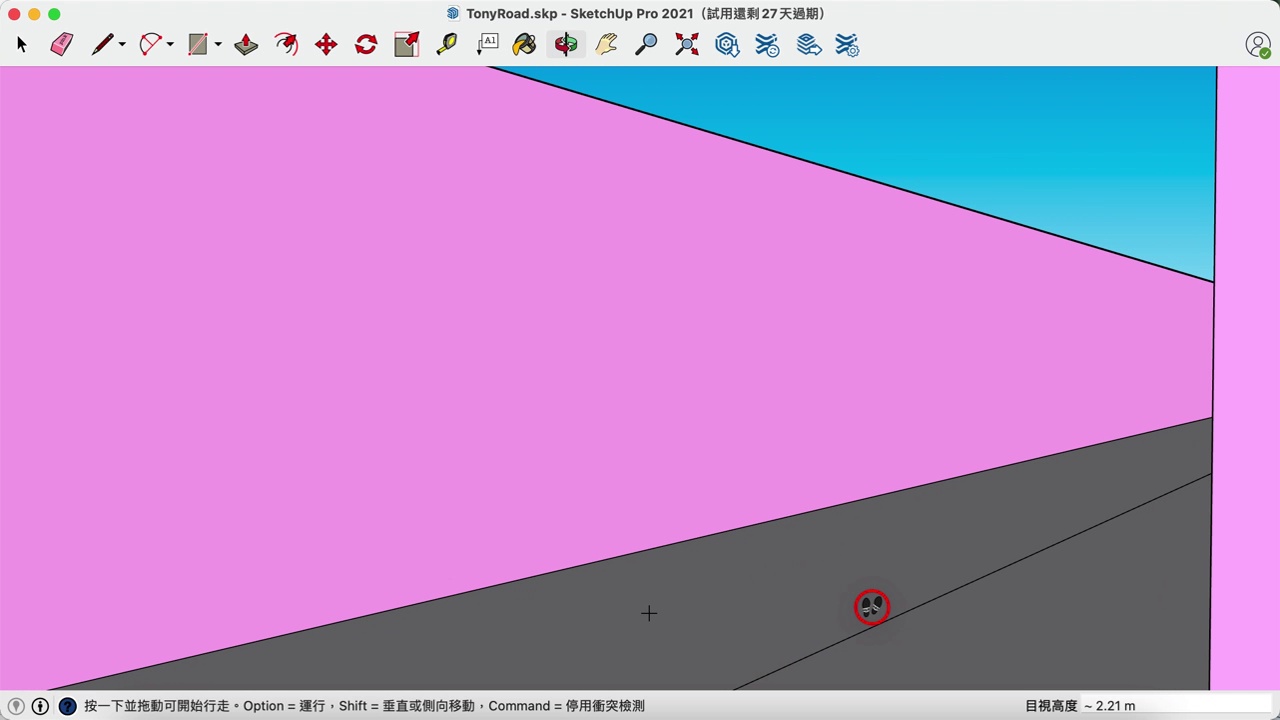 TonyRoad.skp - SketchUp Pro 2021（試用還剩 27 天過期）
A1
按一下並拖動可開始行走。Option = 運行，Shift = 垂直或側向移動，Command = 停用衝突檢測
目視高度 ~ 2.21 m